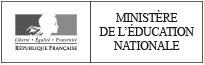 Liberté • Égalité • Fraternité
RÉPUBLIQUE FRANÇAISE
MINISTÈRE
DE L'ÉDUCATION
NATIONALE